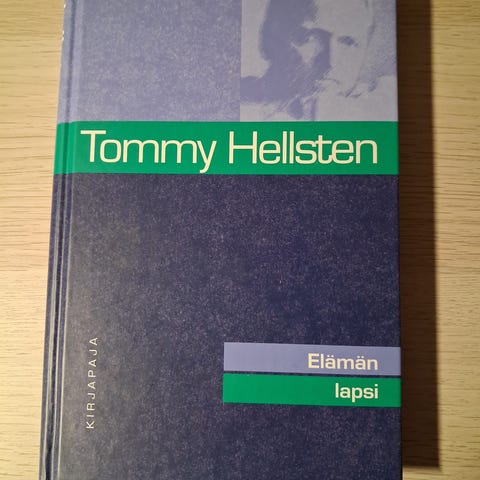 Tommy Hellsten
KIRJAPAJA
Elämän
lapsi